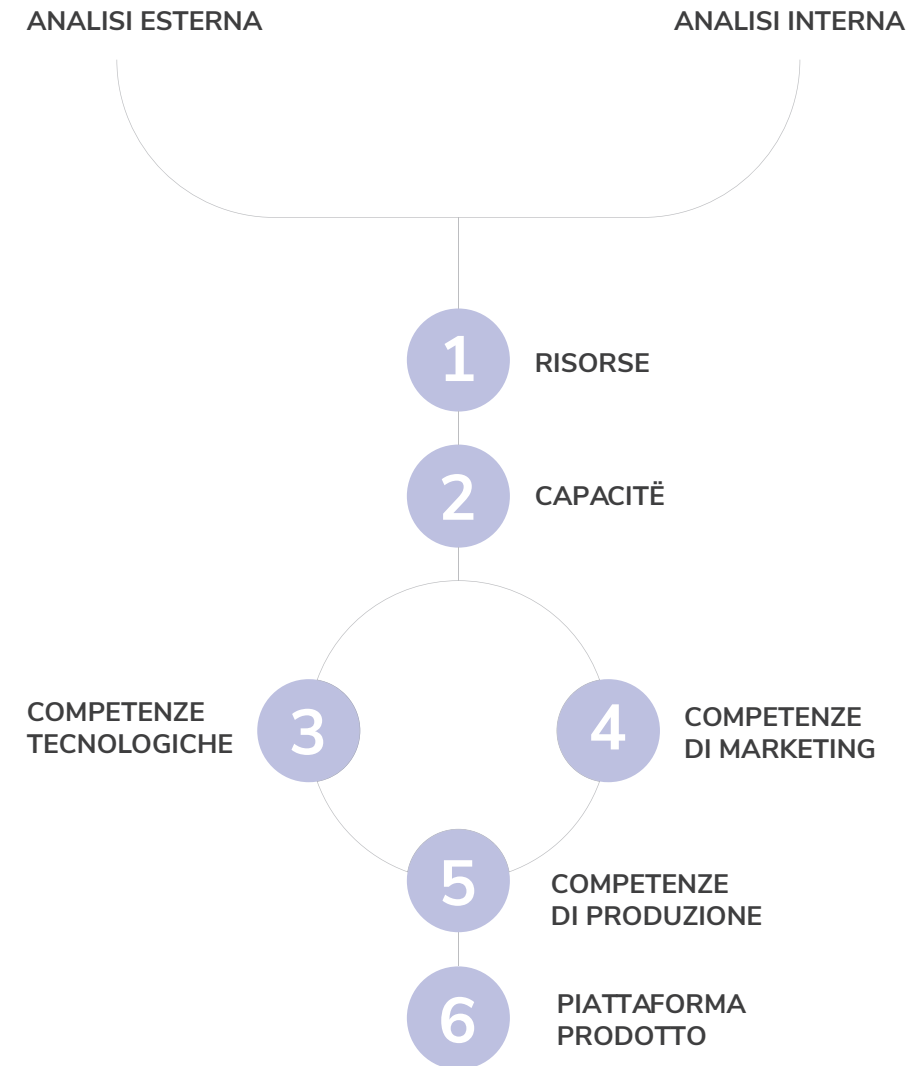 ANALISI ESTERNA
ANALISI INTERNA
1
RISORSE
2
CAPACITË
COMPETENZE
TECNOLOGICHE
3
4
COMPETENZE
DI MARKETING
5
COMPETENZE
DI PRODUZIONE
6
PIATTAFORMA
PRODOTTO